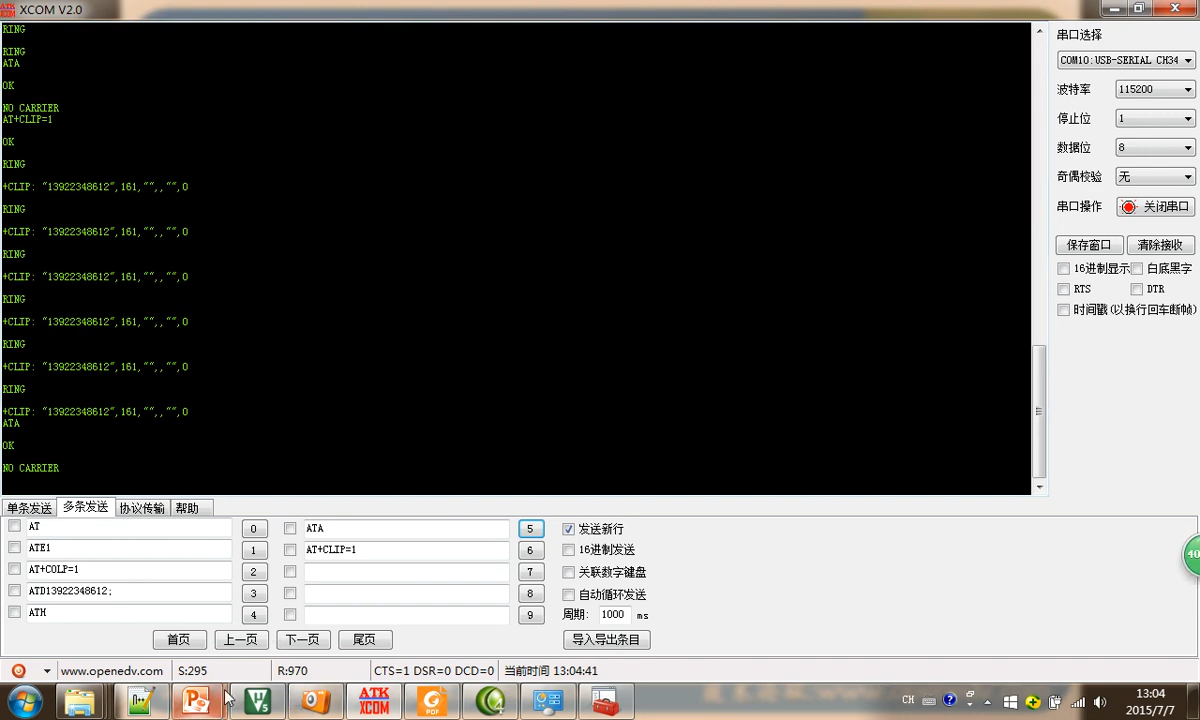 XCOM V2.0
RING
RING
ATA
OK
NO CARRIER
AT+CLIP=1
OK
RING
+CLIP: "13922348612",161,"",,"",0
RING
+CLIP: "13922348612",161,"",,"",0
RING
+CLIP: "13922348612",161,"",,"",0
RING
+CLIP: "13922348612",161,"",,"",0
RING
+CLIP: "13922348612",161,"",,"",0
RING
+CLIP: "13922348612",161,"",,"",0
ATA
OK
NO CARRIER
串口选择
COM10:USB-SERIAL CH34
波特率 115200
停止位 1
数据位 8
奇偶校验 无
串口操作 关闭串口
保存窗口 清除接收
16进制显示 白底黑字
RTS DTR
时间戳(以换行回车断帧)
单条发送 多条发送 协议传输 帮助
AT 0 ATA 5 发送新行
ATE1 1 AT+CLIP=1 6 16进制发送
AT+COLP=1 2 7 关联数字键盘
ATD13922348612; 3 8 自动循环发送
ATH 4 9 周期: 1000 ms
首页 上一页 下一页 尾页 导入导出条目
40
www.openedv.com S:295 R:970 CTS=1 DSR=0 DCD=0 当前时间 13:04:41
ATK
XCOM
PDF
CH
13:04
2015/7/7